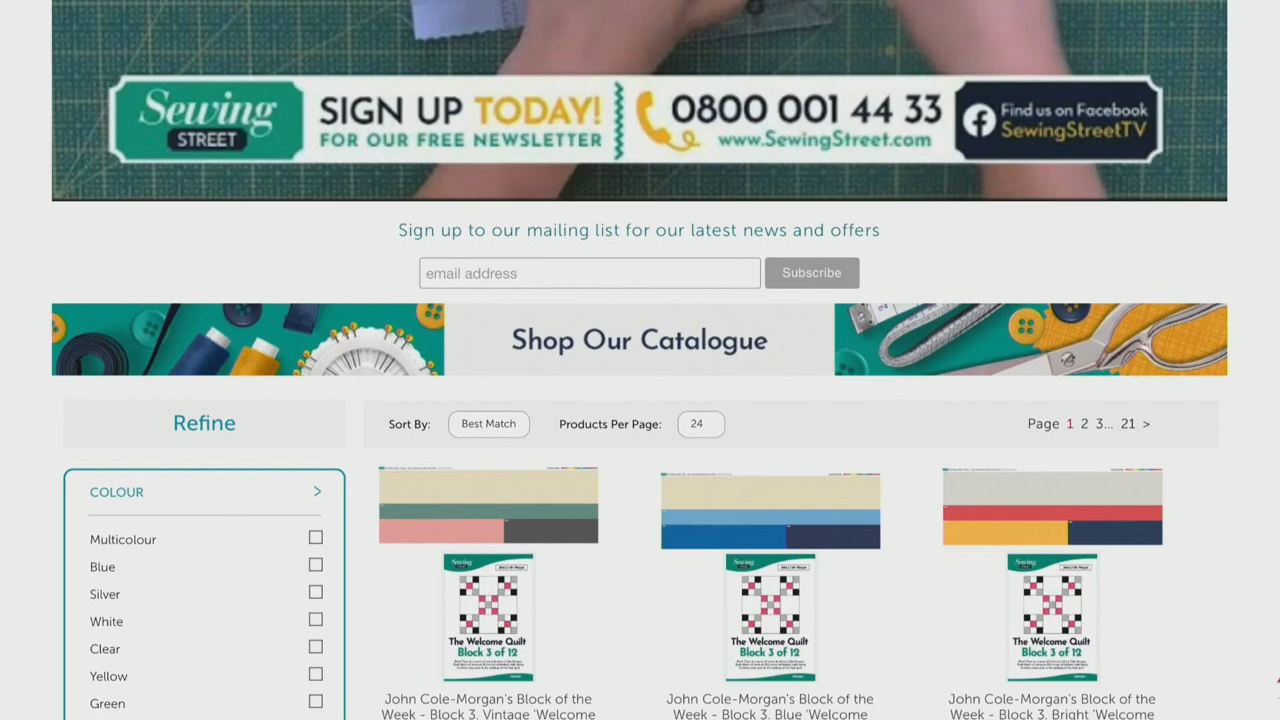 Sewing
STREET
SIGN UP TODAY!
FOR OUR FREE NEWSLETTER
0800 001 44 33
www.SewingStreet.com
Find us on Facebook
SewingStreetTV
Sign up to our mailing list for our latest news and offers
email address
Subscribe
Shop Our Catalogue
Refine
Sort By:
Best Match
Products Per Page:
24
Page 1 2 3... 21 >
COLOUR >
Multicolour
Blue
Silver
White
Clear
Yellow
Green
Sewing
The Welcome Quilt
Block 3 of 12
John Cole-Morgan's Block of the
Week - Block 3. Vintage 'Welcome
Sewing
The Welcome Quilt
Block 3 of 12
John Cole-Morgan's Block of the
Week - Block 3. Blue 'Welcome
Sewing
The Welcome Quilt
Block 3 of 12
John Cole-Morgan's Block of the
Week - Block 3. Bright 'Welcome